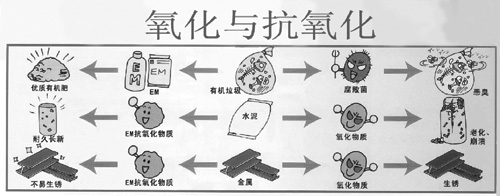 氧化与抗氧化
EM
EM
优质有机肥
EM
有机垃圾
腐败菌
恶臭
水泥
耐久长新
EM抗氧化物质
氧化物质
老化、
崩溃
不易生锈
EM抗氧化物质
金属
氧化物质
生锈